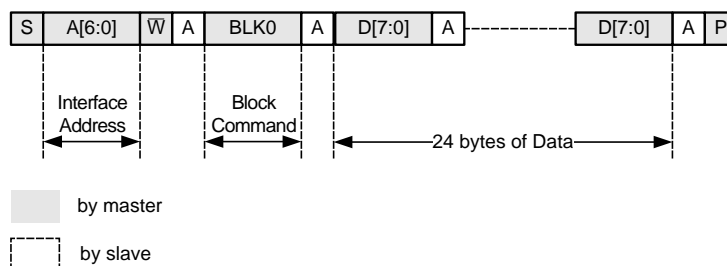 S A[6:0] W̅ A BLK0 A D[7:0] A D[7:0] A P
Interface
Address
Block
Command
24 bytes of Data
by master
by slave